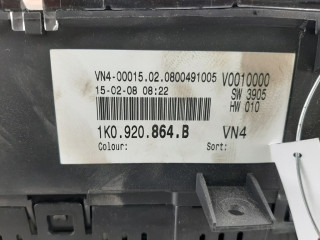 VN4-00015.02.0800491005 V0010000
15-02-08 08:22 SW 3905
HW 010
1K0.920.864.B VN4
Colour: Sort: